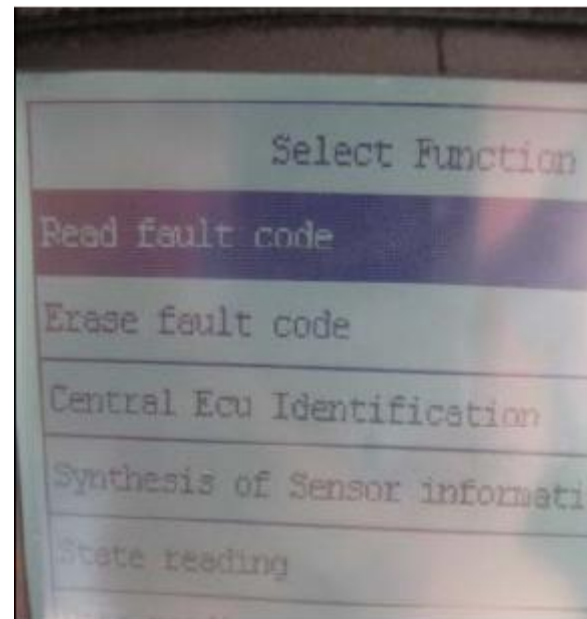 Select Function
Read fault code
Erase fault code
Central Ecu Identification
Synthesis of Sensor informati
State reading